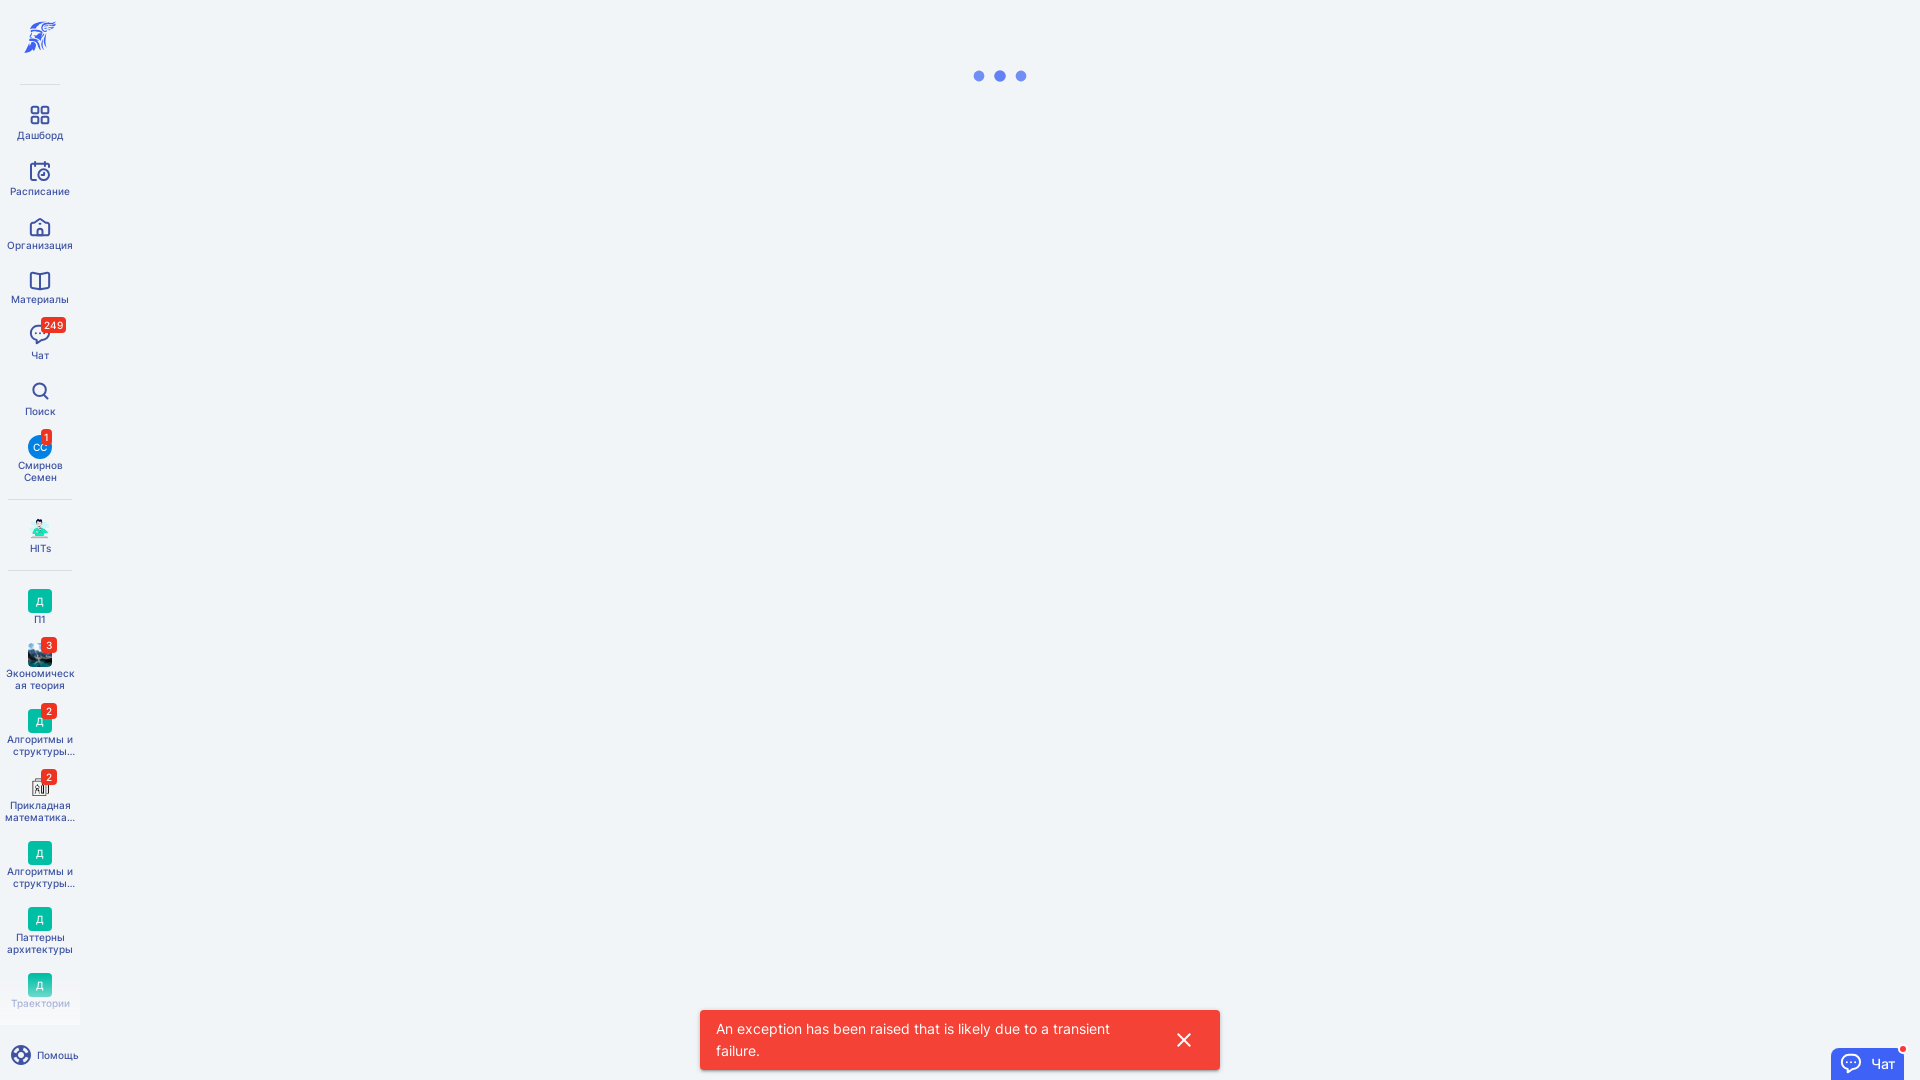 Дашборд
Расписание
Организация
Материалы
249
Чат
Поиск
1
СС
Смирнов
Семен
HITs
Д
П1
3
Экономическ
ая теория
2
Д
Алгоритмы и
структуры...
2
Прикладная
математика...
Д
Алгоритмы и
структуры...
Д
Паттерны
архитектуры
Д
Траектории
Помощь
An exception has been raised that is likely due to a transient
failure.
Чат